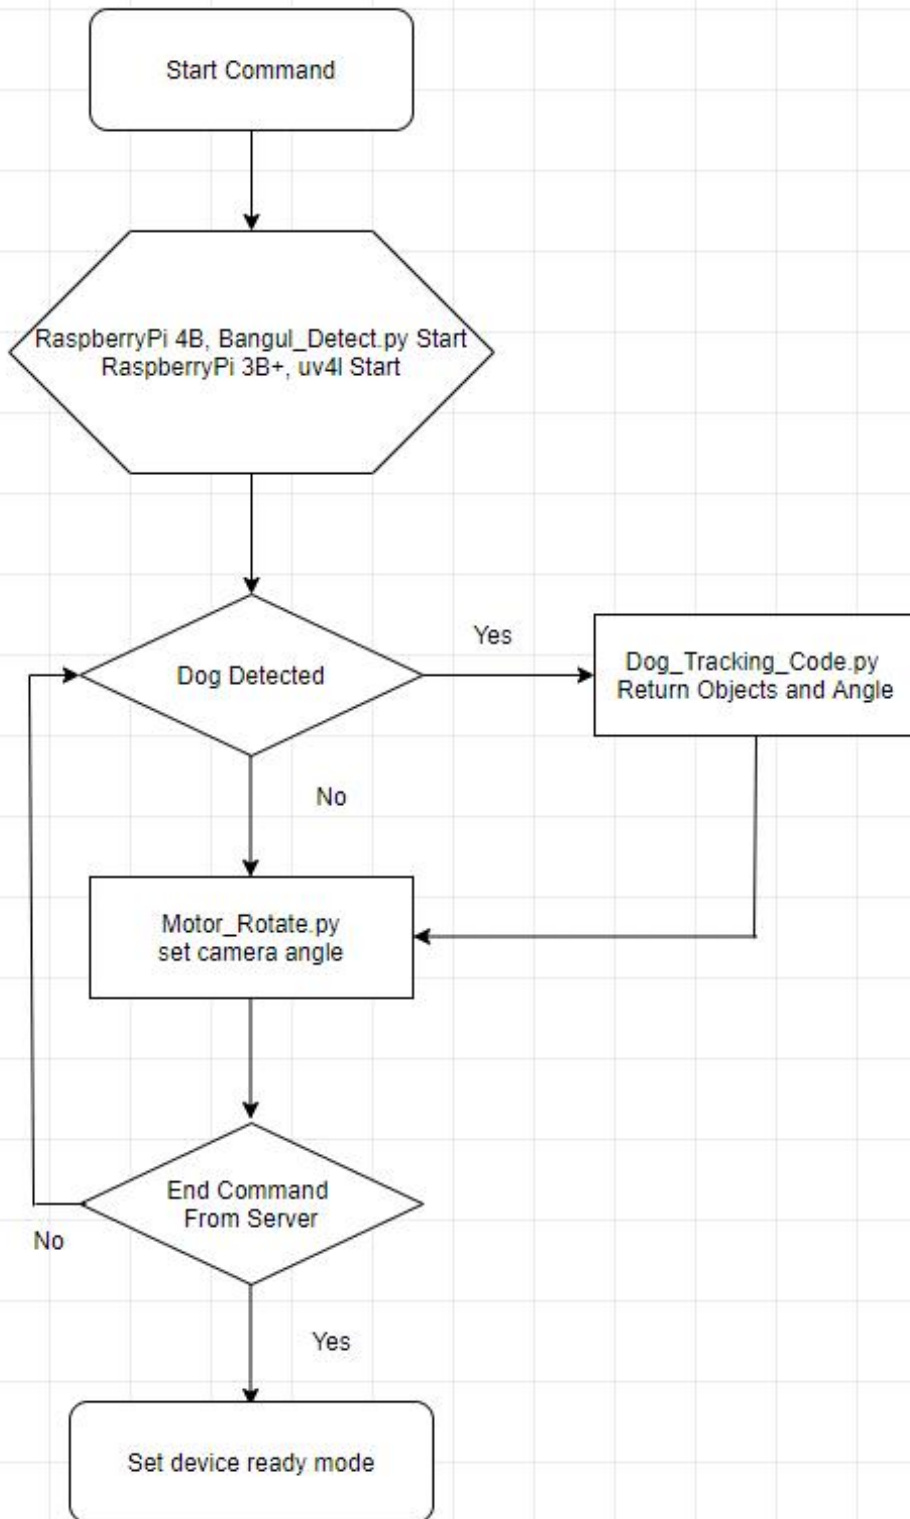 Start Command
RaspberryPi 4B, Bangul_Detect.py Start
RaspberryPi 3B+, uv4l Start
Dog Detected
Yes
Dog_Tracking_Code.py
Return Objects and Angle
No
Motor_Rotate.py
set camera angle
End Command
From Server
No
Yes
Set device ready mode